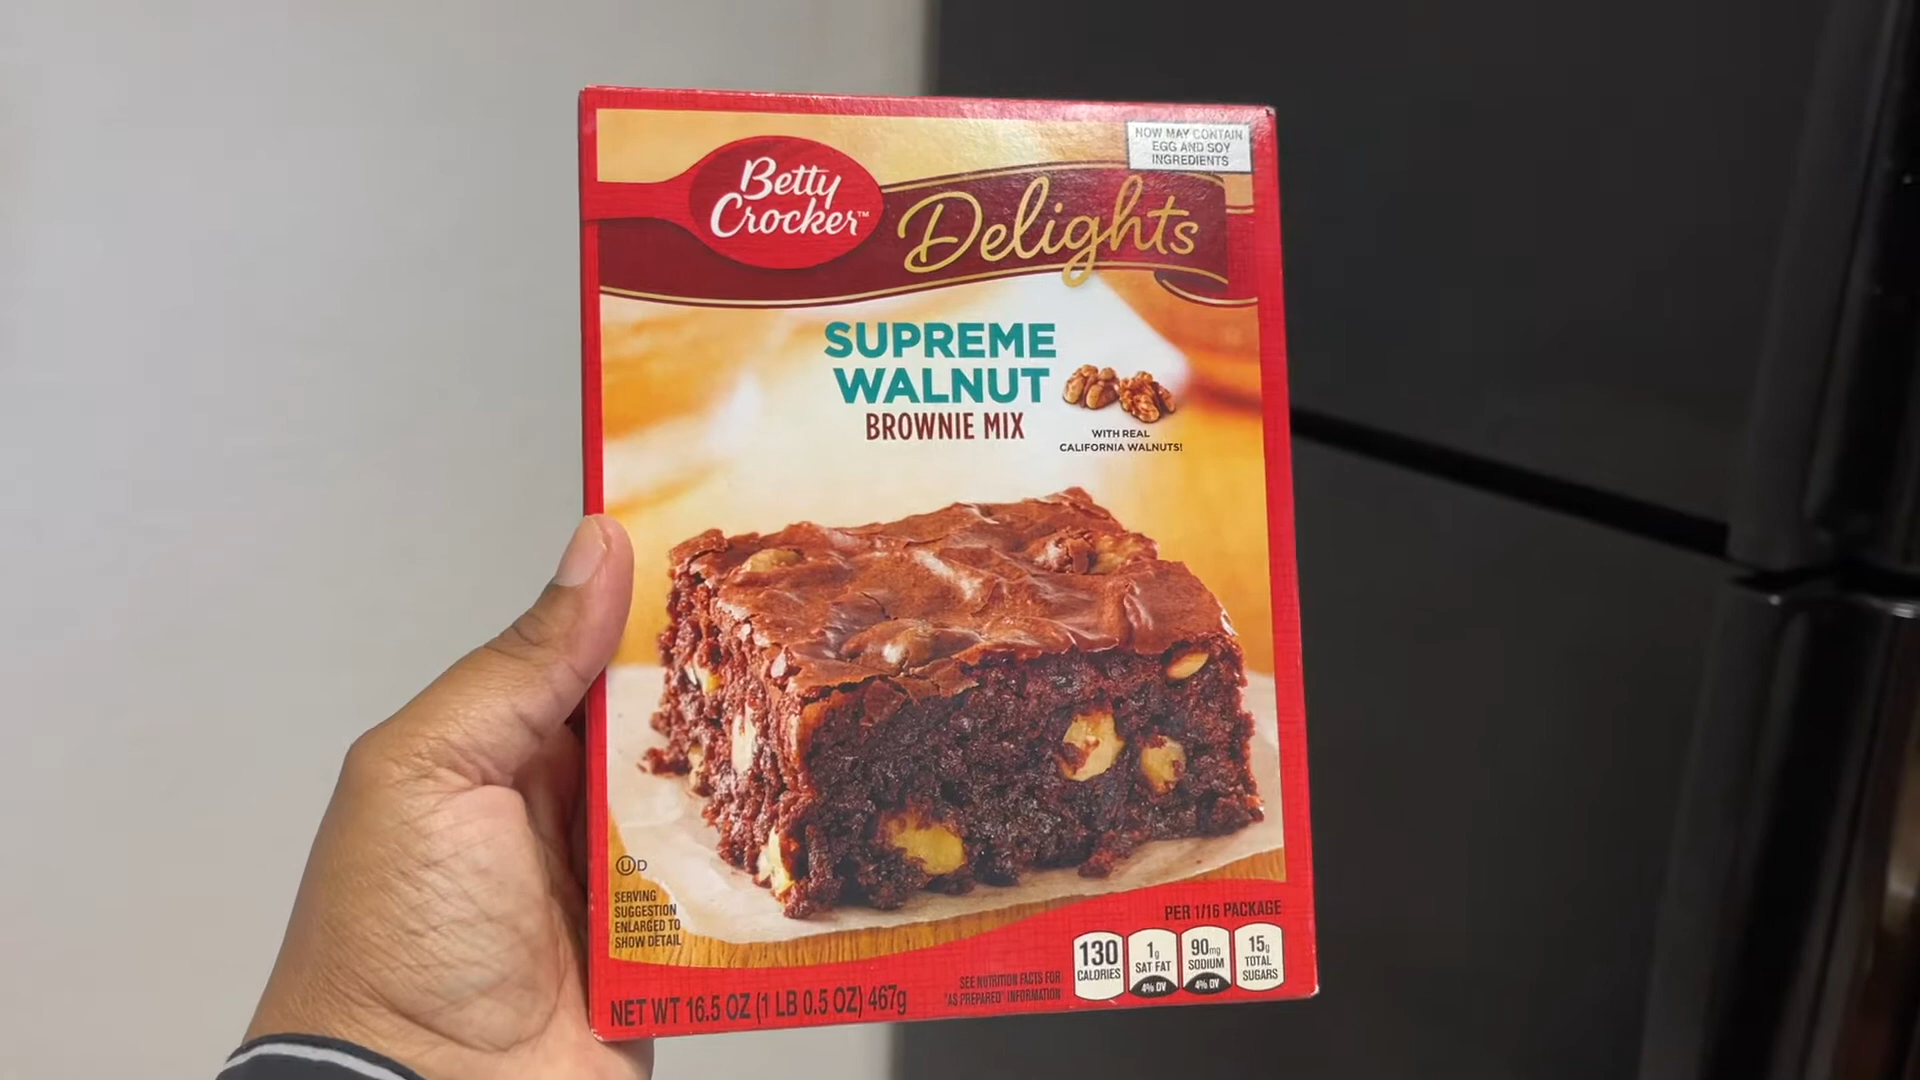 NOW MAY CONTAIN
EGG AND SOY
INGREDIENTS
Betty
Crocker™
Delights
SUPREME
WALNUT
BROWNIE MIX
WITH REAL
CALIFORNIA WALNUTS!
UD
SERVING
SUGGESTION
ENLARGED TO
SHOW DETAIL
PER 1/16 PACKAGE
130
CALORIES
1g
SAT FAT
4% DV
90mg
SODIUM
4% DV
15g
TOTAL
SUGARS
SEE NUTRITION FACTS FOR
"AS PREPARED" INFORMATION
NET WT 16.5 OZ (1 LB 0.5 OZ) 467g